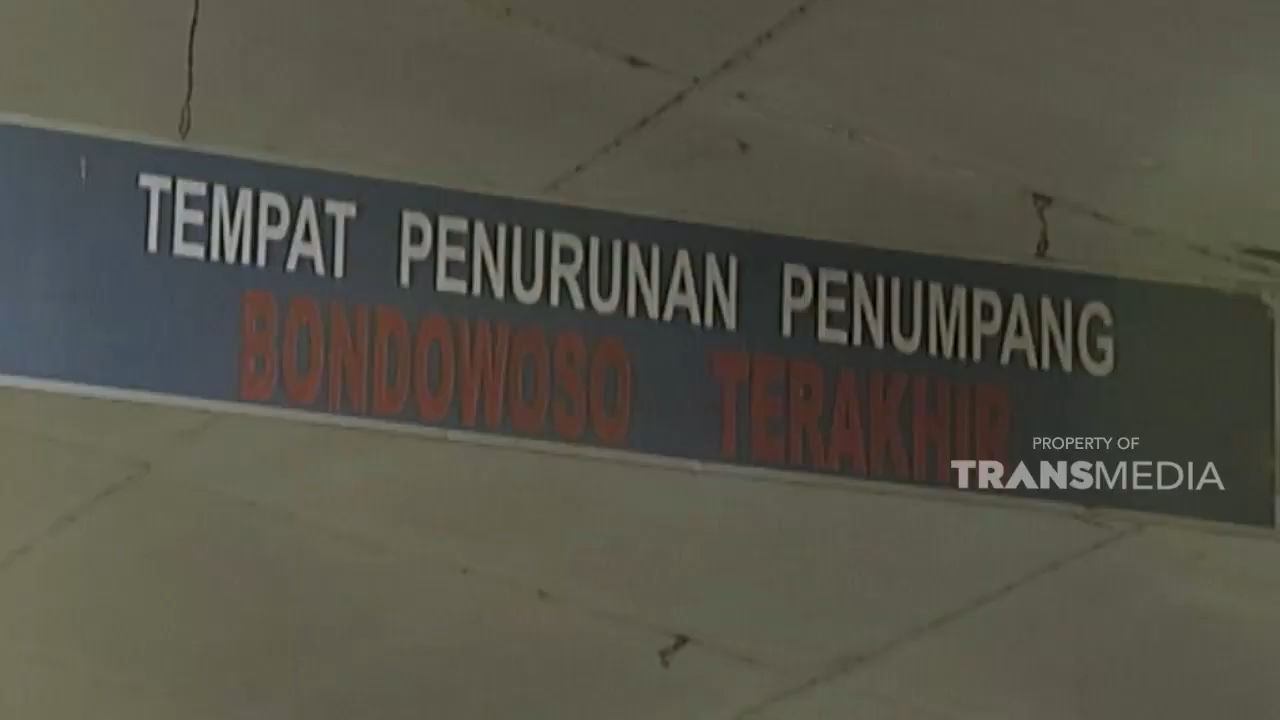 TEMPAT PENURUNAN PENUMPANG
BONDOWOSO TERAKHIR
PROPERTY OF
TRANSMEDIA